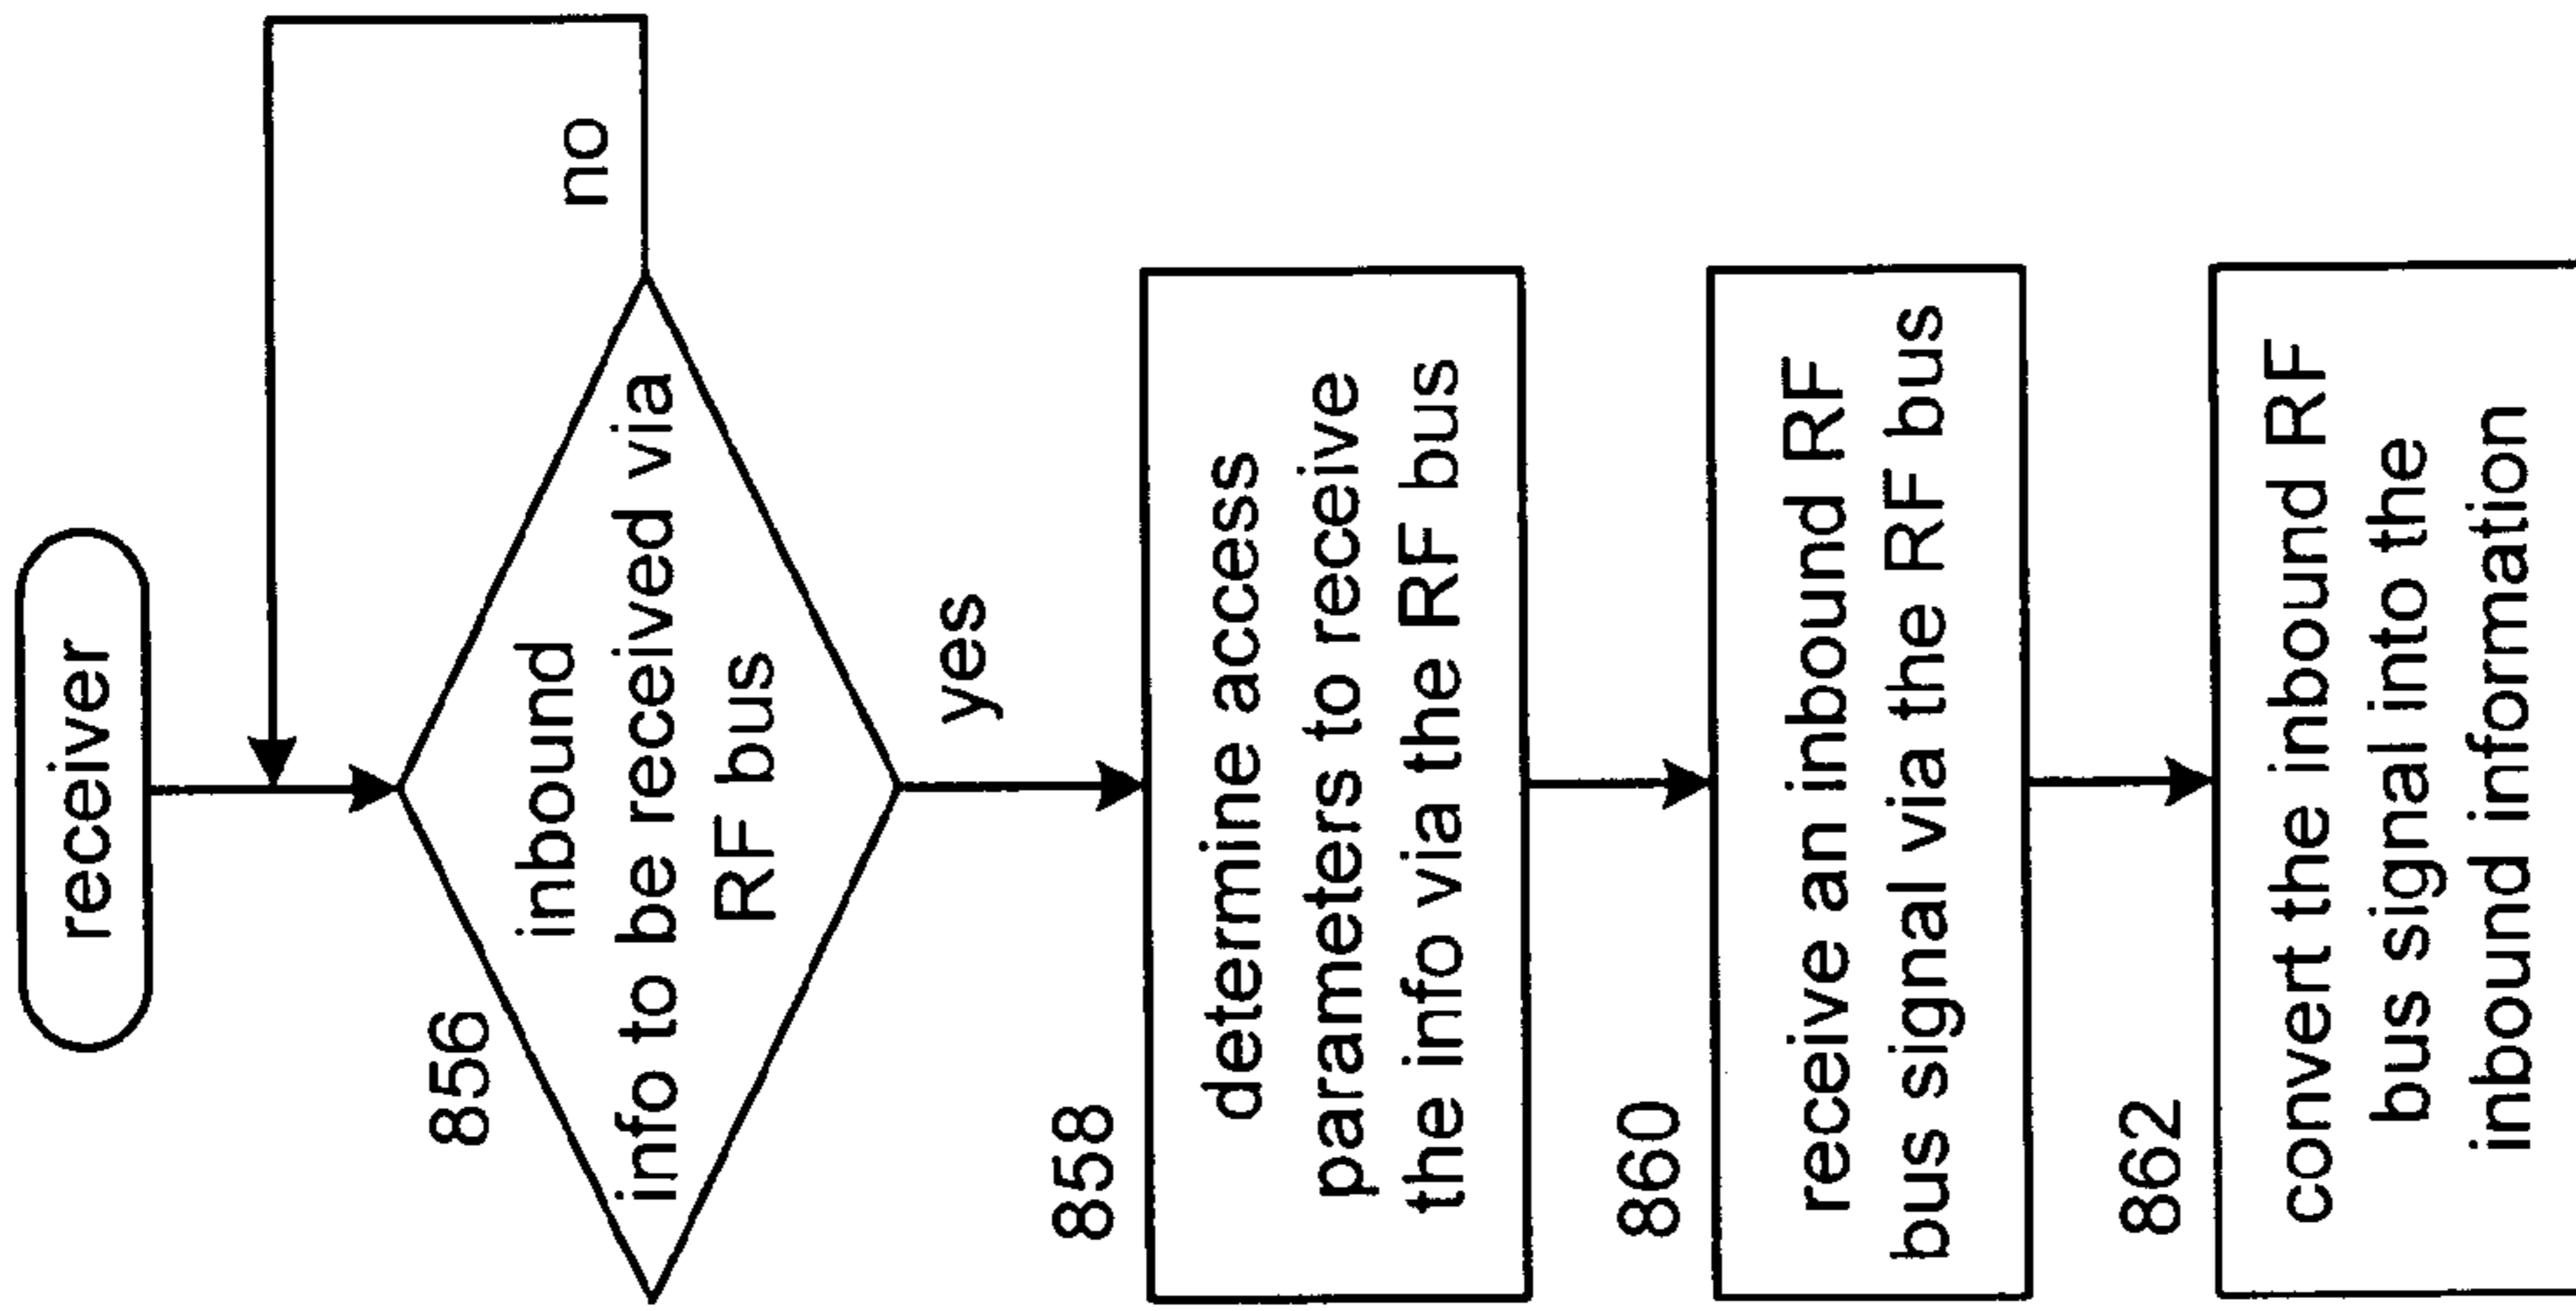 receiver
856
inbound
info to be received via
RF bus
no
yes
858
determine access
parameters to receive
the info via the RF bus
860
receive an inbound RF
bus signal via the RF bus
862
convert the inbound RF
bus signal into the
inbound information